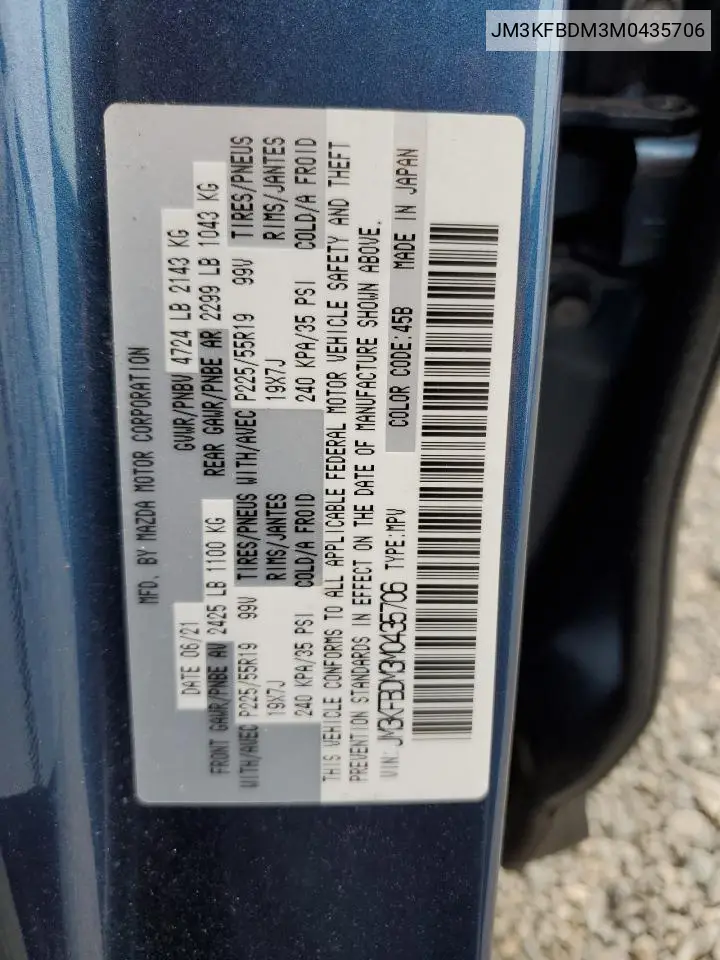 JM3KFBDM3M0435706
MFD. BY MAZDA MOTOR CORPORATION
DATE 06/21 GVWR/PNBV 4724 LB 2143 KG
FRONT GAWR/PNBE AV 2425 LB 1100 KG REAR GAWR/PNBE AR 2299 LB 1043 KG
WITH/AVEC P225/55R19 99V TIRES/PNEUS WITH/AVEC P225/55R19 99V TIRES/PNEUS
19X7J RIMS/JANTES 19X7J RIMS/JANTES
240 KPA/35 PSI COLD/A FROID 240 KPA/35 PSI COLD/A FROID
THIS VEHICLE CONFORMS TO ALL APPLICABLE FEDERAL MOTOR VEHICLE SAFETY AND THEFT
PREVENTION STANDARDS IN EFFECT ON THE DATE OF MANUFACTURE SHOWN ABOVE.
VIN: JM3KFBDM3M0435706 TYPE:MPV COLOR CODE:45B MADE IN JAPAN